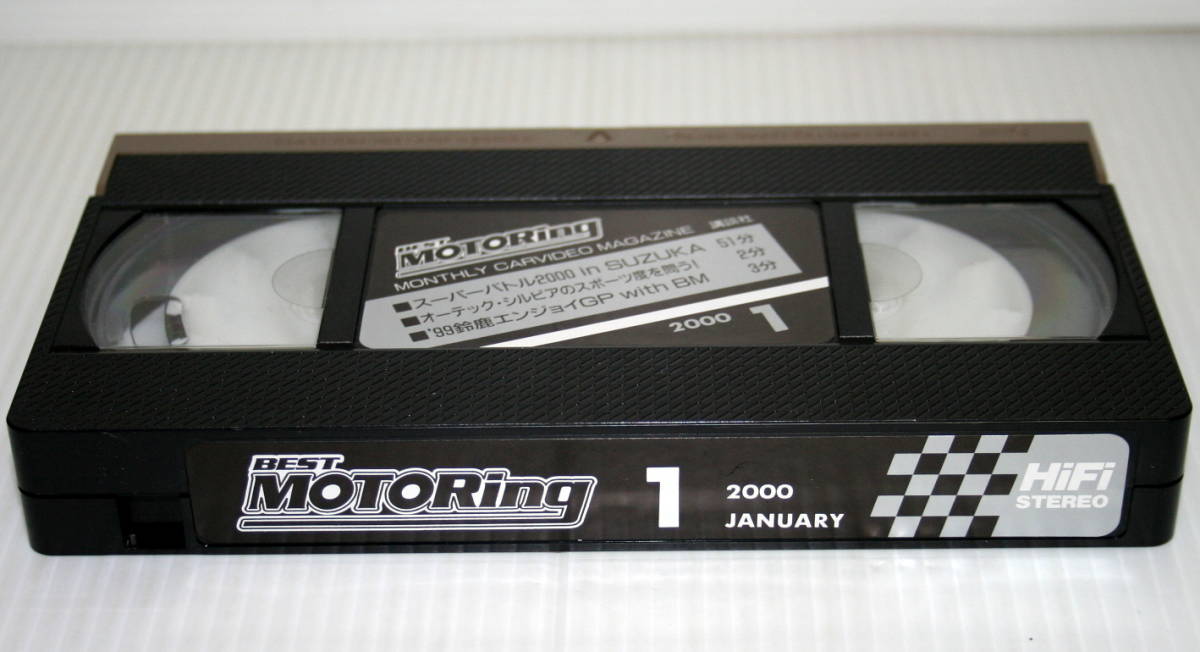 BEST
MOTORing 講談社
MONTHLY CARVIDEO MAGAZINE
■スーパーバトル2000 in SUZUKA 51分
■オーテック・シルビアのスポーツ度を問う! 2分
■'99鈴鹿エンジョイGP with BM 3分
2000 1
BEST
MOTORing 1 2000 JANUARY
HiFi STEREO